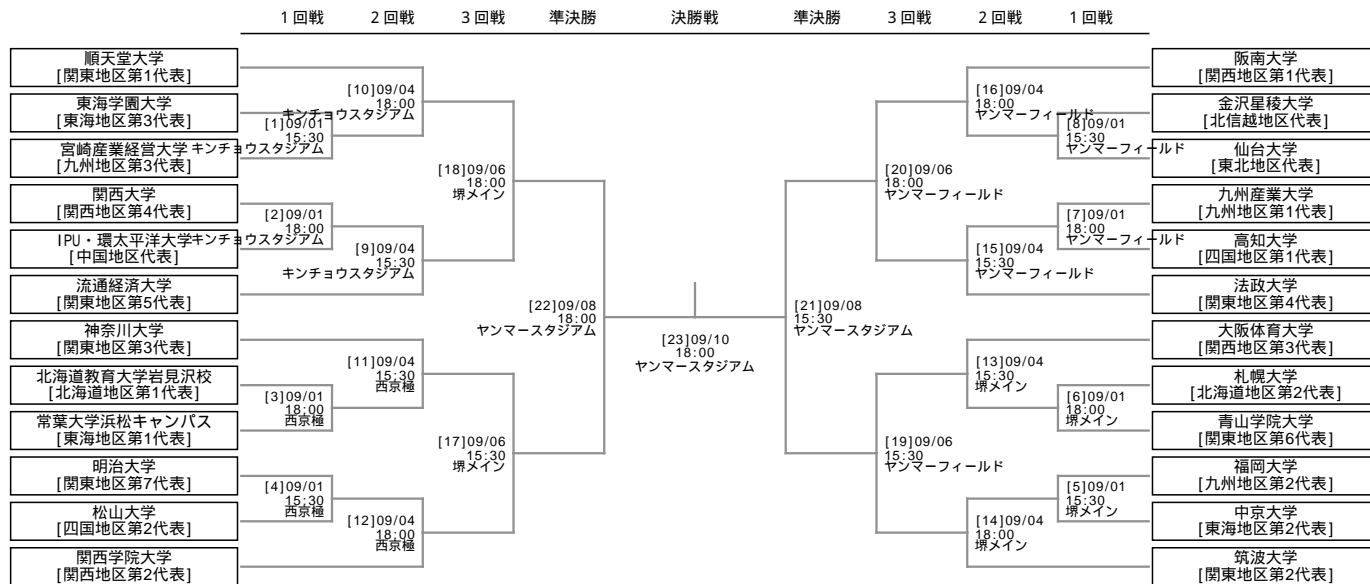 1回戦 2回戦 3回戦 準決勝 決勝戦 準決勝 3回戦 2回戦 1回戦
順天堂大学
[関東地区第1代表]
東海学園大学
[東海地区第3代表]
宮崎産業経営大学
[九州地区第3代表]
関西大学
[関西地区第4代表]
IPU・環太平洋大学
[中国地区代表]
流通経済大学
[関東地区第5代表]
神奈川大学
[関東地区第3代表]
北海道教育大学岩見沢校
[北海道地区第1代表]
常葉大学浜松キャンパス
[東海地区第1代表]
明治大学
[関東地区第7代表]
松山大学
[四国地区第2代表]
関西学院大学
[関西地区第2代表]
[1]09/01
15:30
キンチョウスタジアム
[2]09/01
18:00
キンチョウスタジアム
[3]09/01
18:00
西京極
[4]09/01
15:30
西京極
[10]09/04
18:00
キンチョウスタジアム
[9]09/04
15:30
キンチョウスタジアム
[11]09/04
15:30
西京極
[12]09/04
18:00
西京極
[18]09/06
18:00
堺メイン
[17]09/06
15:30
堺メイン
[22]09/08
18:00
ヤンマースタジアム
[23]09/10
18:00
ヤンマースタジアム
[21]09/08
15:30
ヤンマースタジアム
[20]09/06
18:00
ヤンマーフィールド
[19]09/06
15:30
ヤンマーフィールド
[16]09/04
18:00
ヤンマーフィールド
[15]09/04
15:30
ヤンマーフィールド
[13]09/04
15:30
堺メイン
[14]09/04
18:00
堺メイン
[8]09/01
15:30
ヤンマーフィールド
[7]09/01
18:00
ヤンマーフィールド
[6]09/01
18:00
堺メイン
[5]09/01
15:30
堺メイン
阪南大学
[関西地区第1代表]
金沢星稜大学
[北信越地区代表]
仙台大学
[東北地区代表]
九州産業大学
[九州地区第1代表]
高知大学
[四国地区第1代表]
法政大学
[関東地区第4代表]
大阪体育大学
[関西地区第3代表]
札幌大学
[北海道地区第2代表]
青山学院大学
[関東地区第6代表]
福岡大学
[九州地区第2代表]
中京大学
[東海地区第2代表]
筑波大学
[関東地区第2代表]